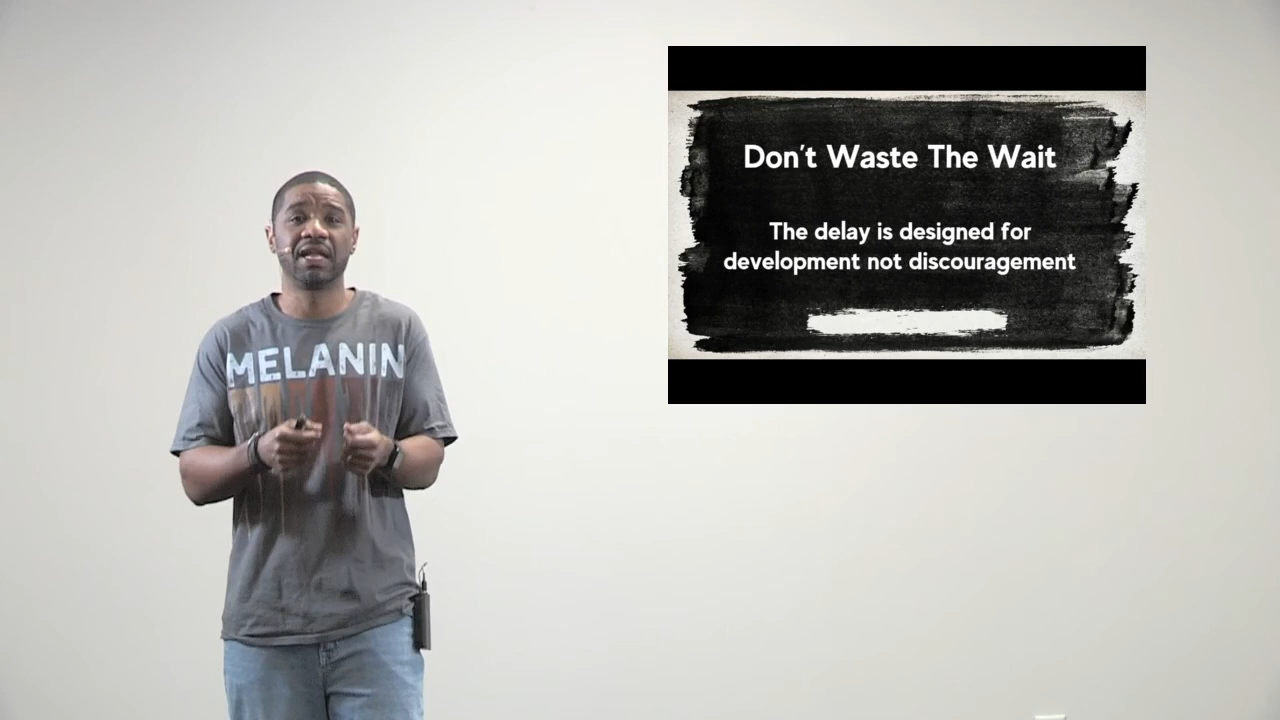 MELANIN
Don't Waste The Wait
The delay is designed for
development not discouragement